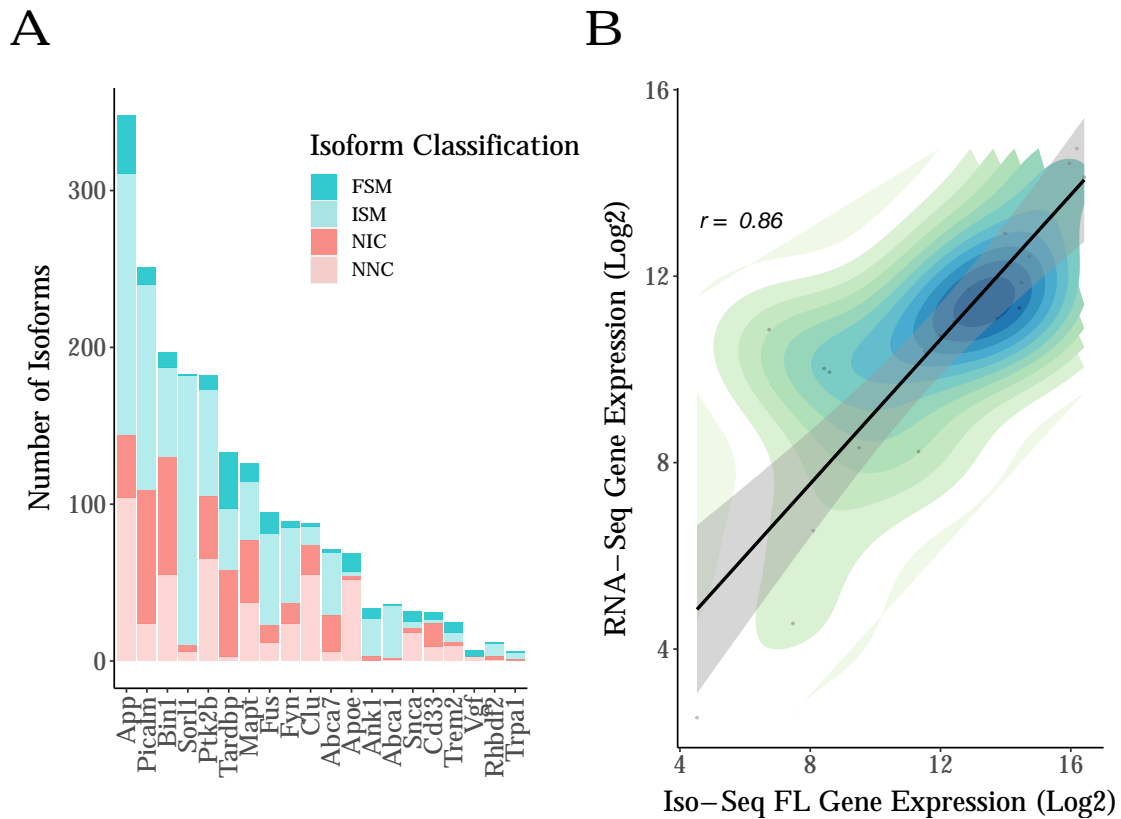 A
B
Number of Isoforms
300
200
100
0
Isoform Classification
FSM
ISM
NIC
NNC
App
Picalm
Bin1
Sorl1
Ptk2b
Tardbp
Mapt
Fus
Fyn
Clu
Abca7
Apoe
Ank1
Abca1
Snca
Cd33
Trem2
Vgf
Rhbdf2
Trpa1
RNA−Seq Gene Expression (Log2)
16
12
8
4
r = 0.86
4 8 12 16
Iso−Seq FL Gene Expression (Log2)